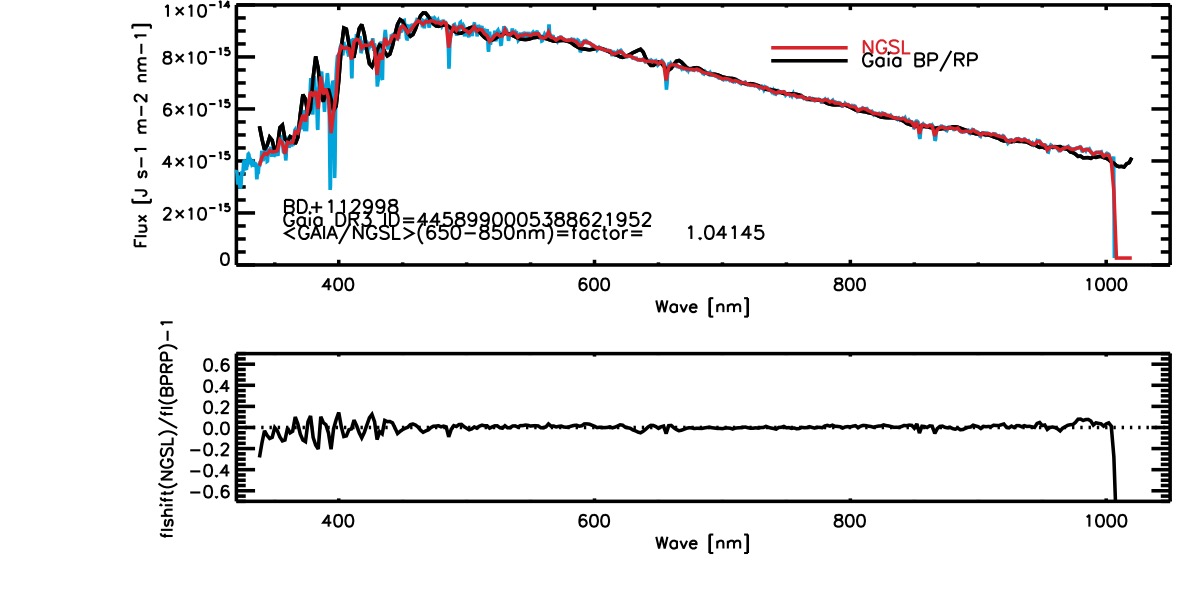 1×10⁻¹⁴
8×10⁻¹⁵
6×10⁻¹⁵
4×10⁻¹⁵
2×10⁻¹⁵
0
Flux [J s−1 m−2 nm−1]
NGSL
Gaia BP/RP
BD+112998
Gaia DR3 ID=4458990005388621952
<GAIA/NGSL>(650−850nm)=factor= 1.04145
400 600 800 1000
Wave [nm]
flshift(NGSL)/fl(BPRP)−1
0.6
0.4
0.2
0.0
−0.2
−0.4
−0.6
400 600 800 1000
Wave [nm]